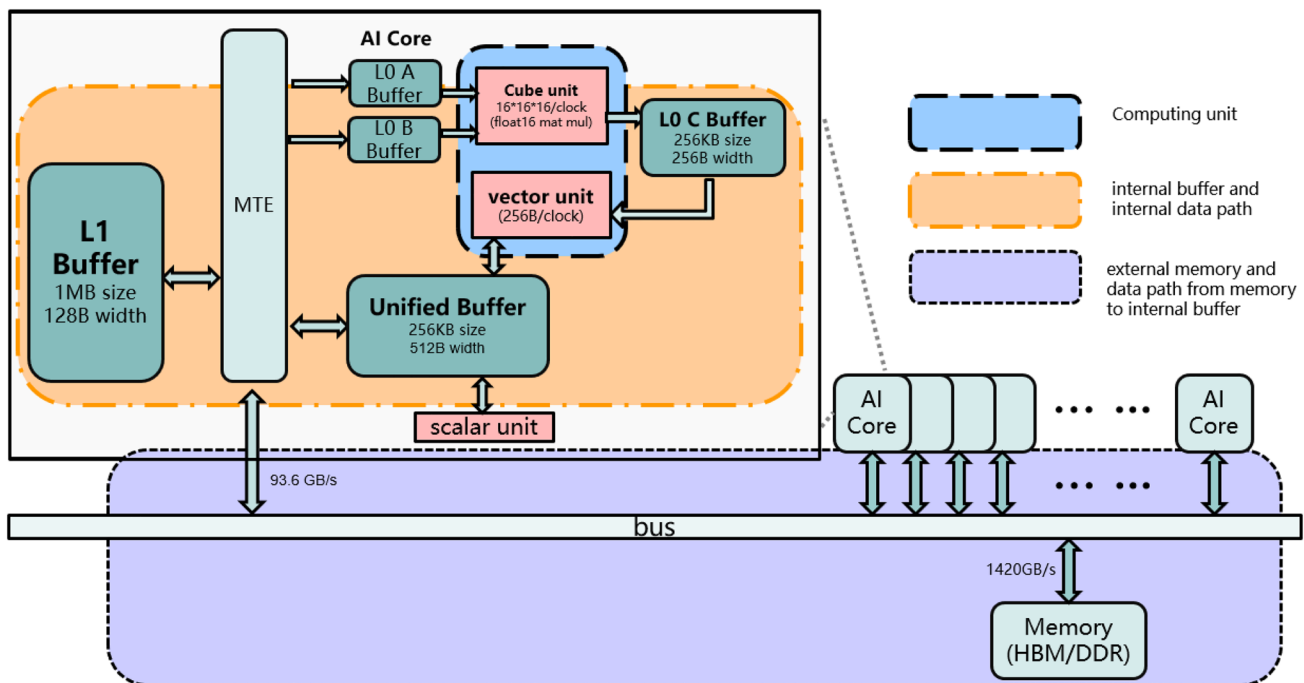 AI Core
L0 A
Buffer
L0 B
Buffer
Cube unit
16*16*16/clock
(float16 mat mul)
L0 C Buffer
256KB size
256B width
vector unit
(256B/clock)
MTE
L1
Buffer
1MB size
128B width
Unified Buffer
256KB size
512B width
scalar unit
93.6 GB/s
bus
Computing unit
internal buffer and
internal data path
external memory and
data path from memory
to internal buffer
AI
Core
... ...
AI
Core
... ...
1420GB/s
Memory
(HBM/DDR)